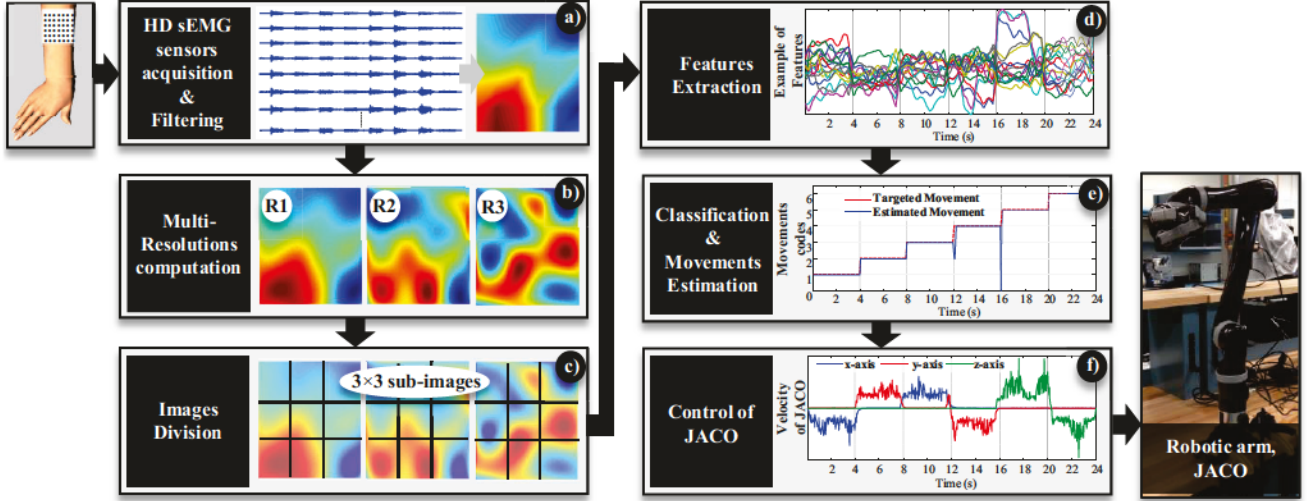 HD sEMG
sensors
acquisition
&
Filtering
a)
Multi-
Resolutions
computation
R1
R2
R3
b)
Images
Division
3×3 sub-images
c)
Features
Extraction
Example of
Features
0 2 4 6 8 10 12 14 16 18 20 22 24
Time (s)
d)
Classification
&
Movements
Estimation
Movements
codes
6
5
4
3
2
1
0
Targeted Movement
Estimated Movement
0 2 4 6 8 10 12 14 16 18 20 22 24
Time (s)
e)
Control of
JACO
Velocity
of JACO
x-axis y-axis z-axis
0 2 4 6 8 10 12 14 16 18 20 22 24
Time (s)
f)
Robotic arm,
JACO